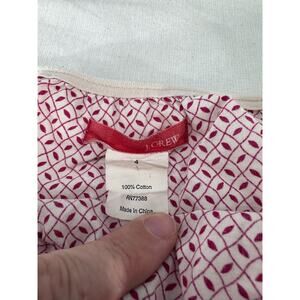 J.CREW
4
100% Cotton
RN77388
Made in China